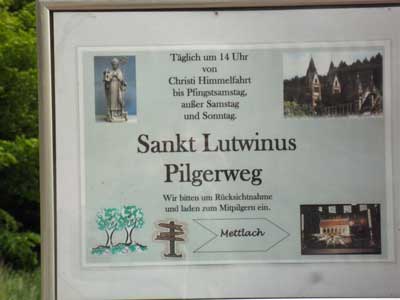 Täglich um 14 Uhr
von
Christi Himmelfahrt
bis Pfingstsamstag,
außer Samstag
und Sonntag.
Sankt Lutwinus
Pilgerweg
Wir bitten um Rücksichtnahme
und laden zum Mitpilgern ein.
Mettlach